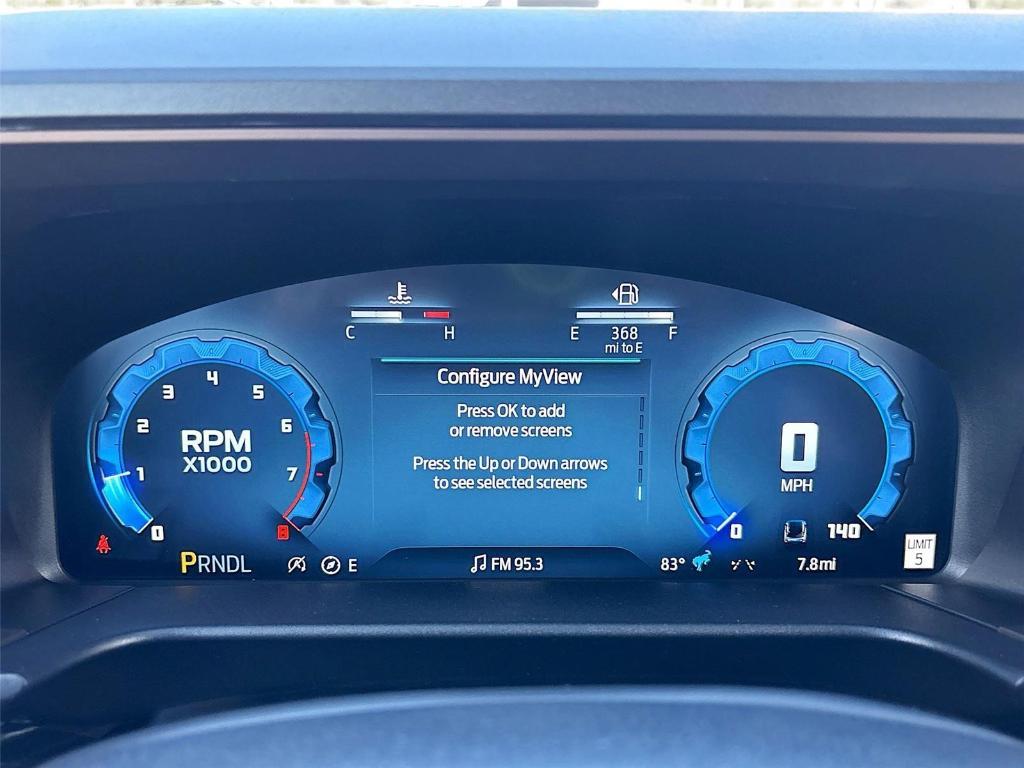 C H
E 368 F
mi to E
Configure MyView
Press OK to add
or remove screens
Press the Up or Down arrows
to see selected screens
4
3 5
2 6
RPM
X1000
1 7
0 8
0
MPH
0 140
LIMIT
5
PRNDL
E
FM 95.3
83°
7.8mi